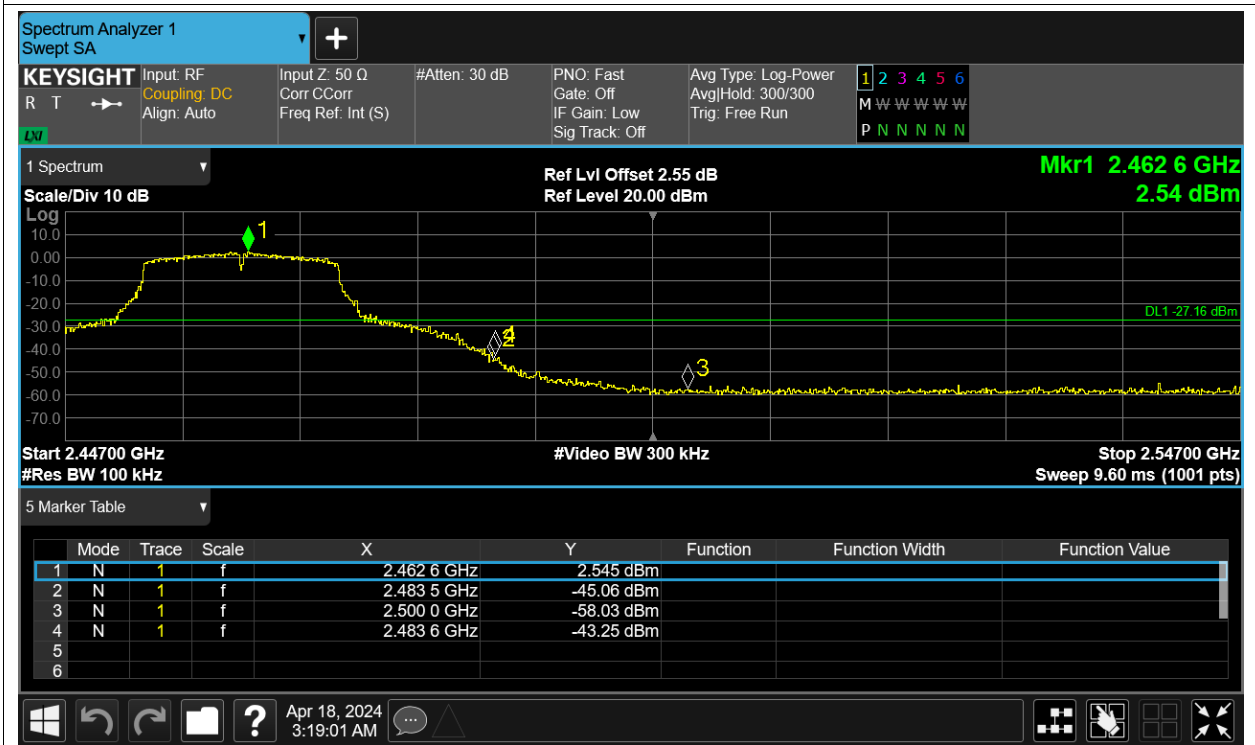 Spectrum Analyzer 1
Swept SA
KEYSIGHT
R T
LXI
Input: RF
Coupling: DC
Align: Auto
Input Z: 50 Ω
Corr CCorr
Freq Ref: Int (S)
#Atten: 30 dB
PNO: Fast
Gate: Off
IF Gain: Low
Sig Track: Off
Avg Type: Log-Power
Avg|Hold: 300/300
Trig: Free Run
1 2 3 4 5 6
M W W W W W
P N N N N N
1 Spectrum
Scale/Div 10 dB
Ref Lvl Offset 2.55 dB
Ref Level 20.00 dBm
Mkr1 2.462 6 GHz
2.54 dBm
Log
10.0
0.00
-10.0
-20.0
-30.0
-40.0
-50.0
-60.0
-70.0
1
3
DL1 -27.16 dBm
Start 2.44700 GHz
#Res BW 100 kHz
#Video BW 300 kHz
Stop 2.54700 GHz
Sweep 9.60 ms (1001 pts)
5 Marker Table
Mode Trace Scale X Y Function Function Width Function Value
1 N 1 f 2.462 6 GHz 2.545 dBm
2 N 1 f 2.483 5 GHz -45.06 dBm
3 N 1 f 2.500 0 GHz -58.03 dBm
4 N 1 f 2.483 6 GHz -43.25 dBm
5
6
?
Apr 18, 2024
3:19:01 AM